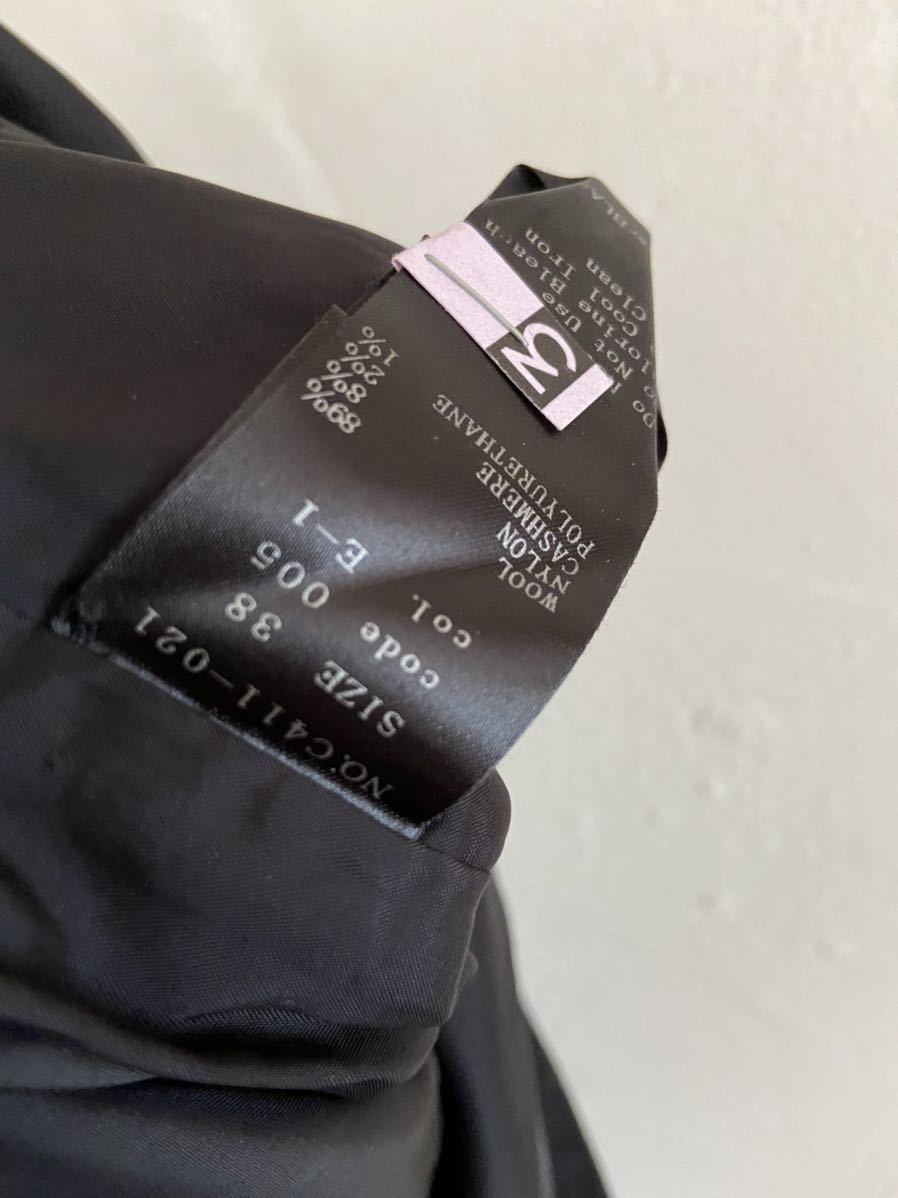 NO.C411-021
SIZE 38
code 005
col. E-1
WOOL 89%
NYLON 8%
CASHMERE 2%
POLYURETHANE 1%
Do Not Use Bleach
Cool Iron
Clean